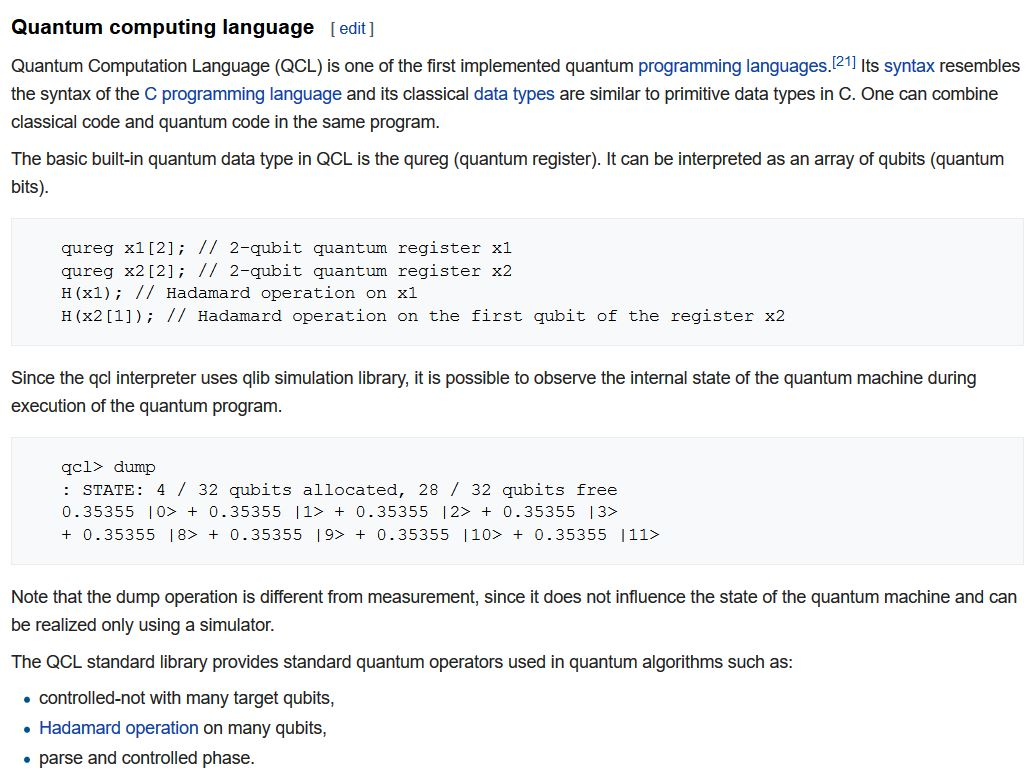 Quantum computing language [ edit ]
Quantum Computation Language (QCL) is one of the first implemented quantum programming languages.[21] Its syntax resembles
the syntax of the C programming language and its classical data types are similar to primitive data types in C. One can combine
classical code and quantum code in the same program.
The basic built-in quantum data type in QCL is the qureg (quantum register). It can be interpreted as an array of qubits (quantum
bits).
qureg x1[2]; // 2-qubit quantum register x1
qureg x2[2]; // 2-qubit quantum register x2
H(x1); // Hadamard operation on x1
H(x2[1]); // Hadamard operation on the first qubit of the register x2
Since the qcl interpreter uses qlib simulation library, it is possible to observe the internal state of the quantum machine during
execution of the quantum program.
qcl> dump
: STATE: 4 / 32 qubits allocated, 28 / 32 qubits free
0.35355 |0> + 0.35355 |1> + 0.35355 |2> + 0.35355 |3>
+ 0.35355 |8> + 0.35355 |9> + 0.35355 |10> + 0.35355 |11>
Note that the dump operation is different from measurement, since it does not influence the state of the quantum machine and can
be realized only using a simulator.
The QCL standard library provides standard quantum operators used in quantum algorithms such as:
• controlled-not with many target qubits,
• Hadamard operation on many qubits,
• parse and controlled phase.